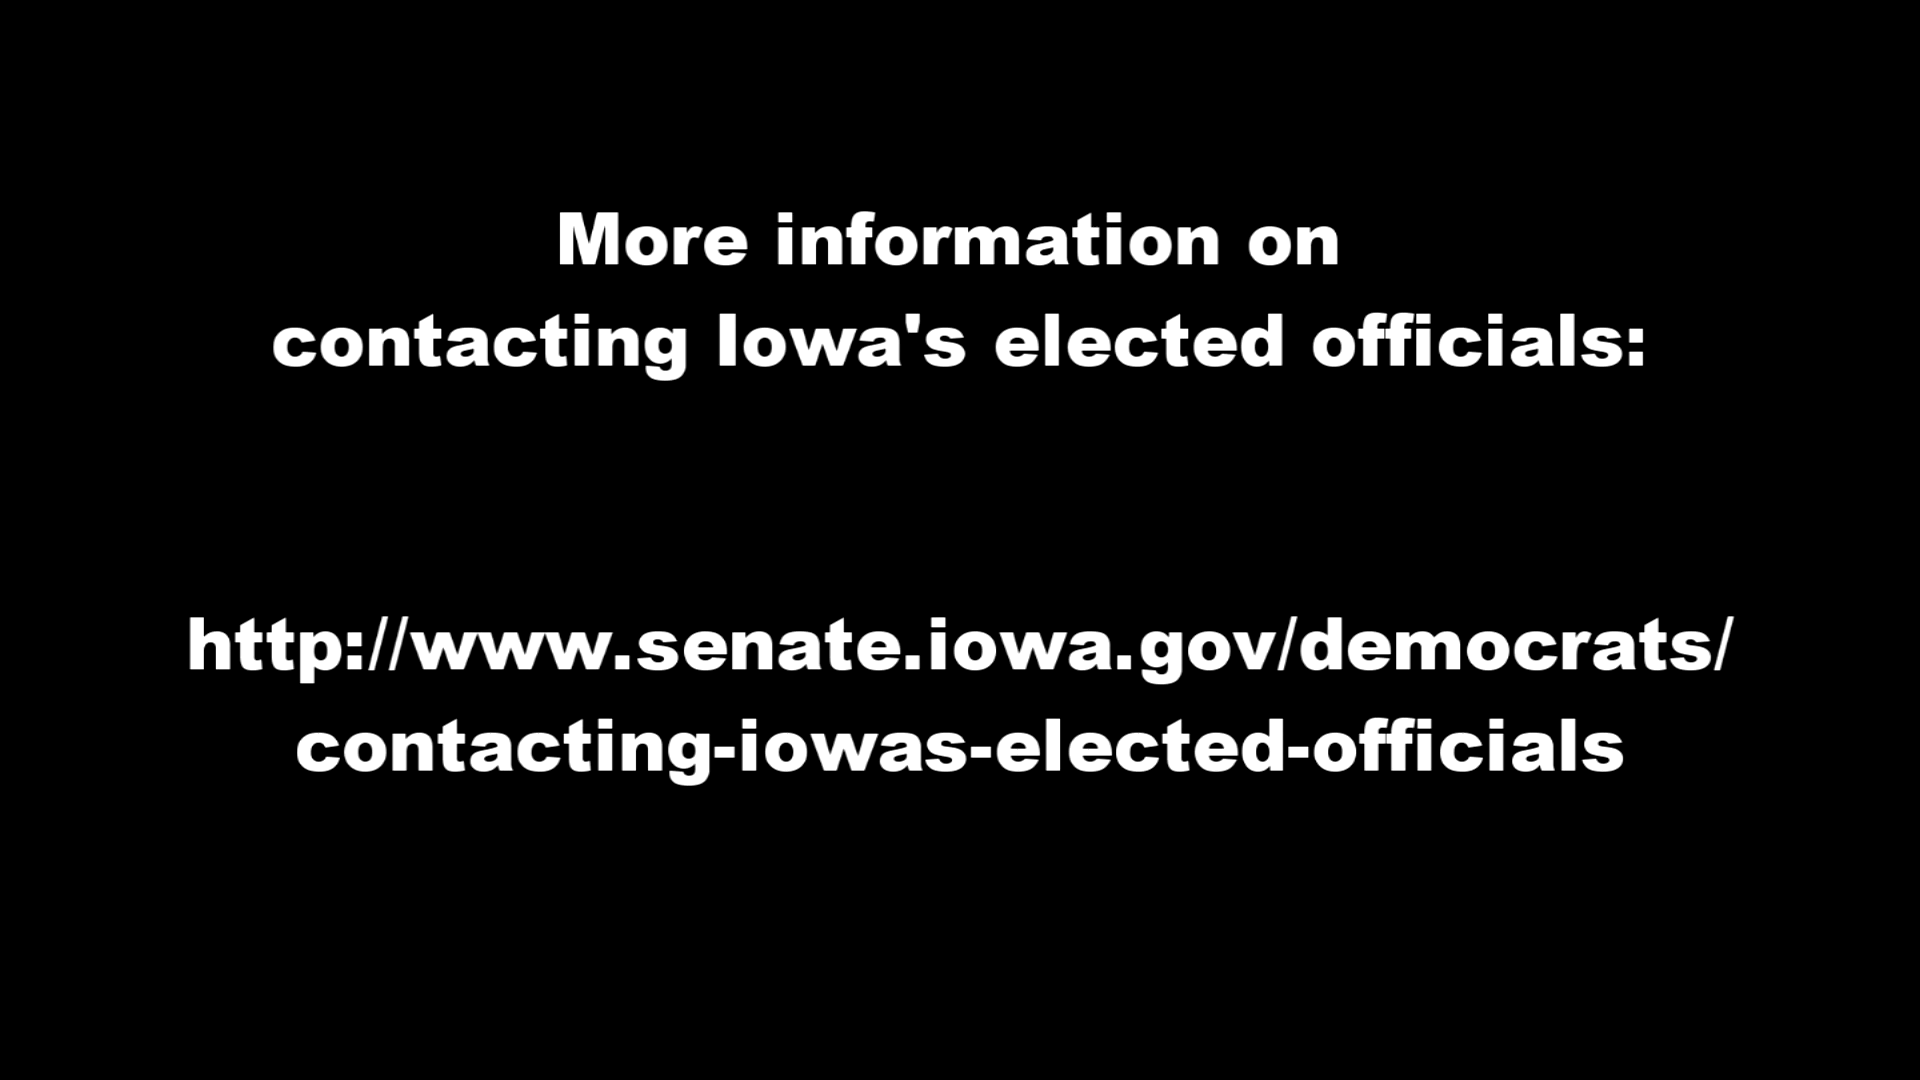 More information on
contacting Iowa's elected officials:
http://www.senate.iowa.gov/democrats/
contacting-iowas-elected-officials